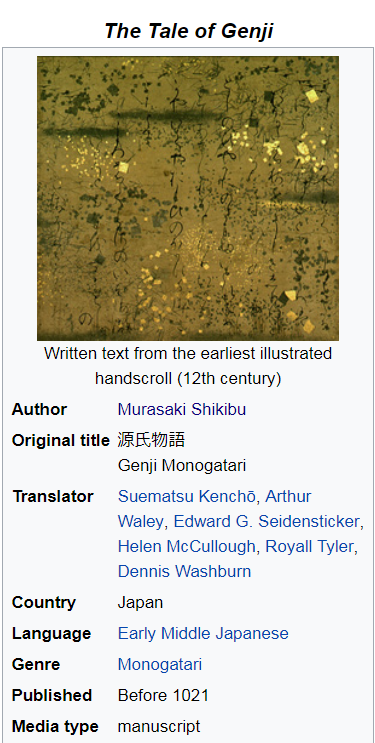 The Tale of Genji
Written text from the earliest illustrated
handscroll (12th century)
Author Murasaki Shikibu
Original title 源氏物語
Genji Monogatari
Translator Suematsu Kenchō, Arthur
Waley, Edward G. Seidensticker,
Helen McCullough, Royall Tyler,
Dennis Washburn
Country Japan
Language Early Middle Japanese
Genre Monogatari
Published Before 1021
Media type manuscript